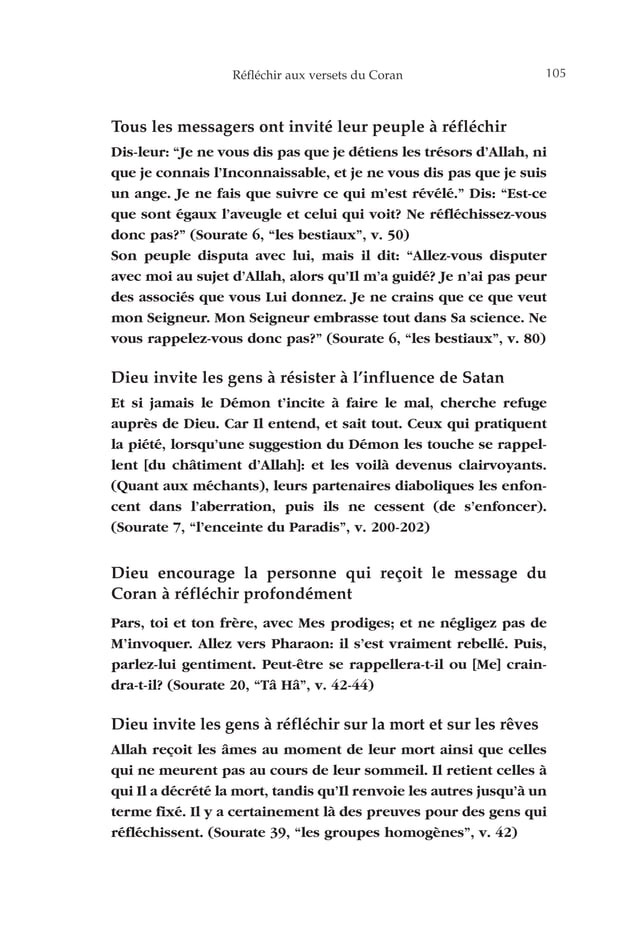 Réfléchir aux versets du Coran 105
Tous les messagers ont invité leur peuple à réfléchir
Dis-leur: “Je ne vous dis pas que je détiens les trésors d’Allah, ni
que je connais l’Inconnaissable, et je ne vous dis pas que je suis
un ange. Je ne fais que suivre ce qui m’est révélé.” Dis: “Est-ce
que sont égaux l’aveugle et celui qui voit? Ne réfléchissez-vous
donc pas?” (Sourate 6, “les bestiaux”, v. 50)
Son peuple disputa avec lui, mais il dit: “Allez-vous disputer
avec moi au sujet d’Allah, alors qu’Il m’a guidé? Je n’ai pas peur
des associés que vous Lui donnez. Je ne crains que ce que veut
mon Seigneur. Mon Seigneur embrasse tout dans Sa science. Ne
vous rappelez-vous donc pas?” (Sourate 6, “les bestiaux”, v. 80)
Dieu invite les gens à résister à l’influence de Satan
Et si jamais le Démon t’incite à faire le mal, cherche refuge
auprès de Dieu. Car Il entend, et sait tout. Ceux qui pratiquent
la piété, lorsqu’une suggestion du Démon les touche se rappel-
lent [du châtiment d’Allah]: et les voilà devenus clairvoyants.
(Quant aux méchants), leurs partenaires diaboliques les enfon-
cent dans l’aberration, puis ils ne cessent (de s’enfoncer).
(Sourate 7, “l’enceinte du Paradis”, v. 200-202)
Dieu encourage la personne qui reçoit le message du
Coran à réfléchir profondément
Pars, toi et ton frère, avec Mes prodiges; et ne négligez pas de
M’invoquer. Allez vers Pharaon: il s’est vraiment rebellé. Puis,
parlez-lui gentiment. Peut-être se rappellera-t-il ou [Me] crain-
dra-t-il? (Sourate 20, “Tâ Hâ”, v. 42-44)
Dieu invite les gens à réfléchir sur la mort et sur les rêves
Allah reçoit les âmes au moment de leur mort ainsi que celles
qui ne meurent pas au cours de leur sommeil. Il retient celles à
qui Il a décrété la mort, tandis qu’Il renvoie les autres jusqu’à un
terme fixé. Il y a certainement là des preuves pour des gens qui
réfléchissent. (Sourate 39, “les groupes homogènes”, v. 42)